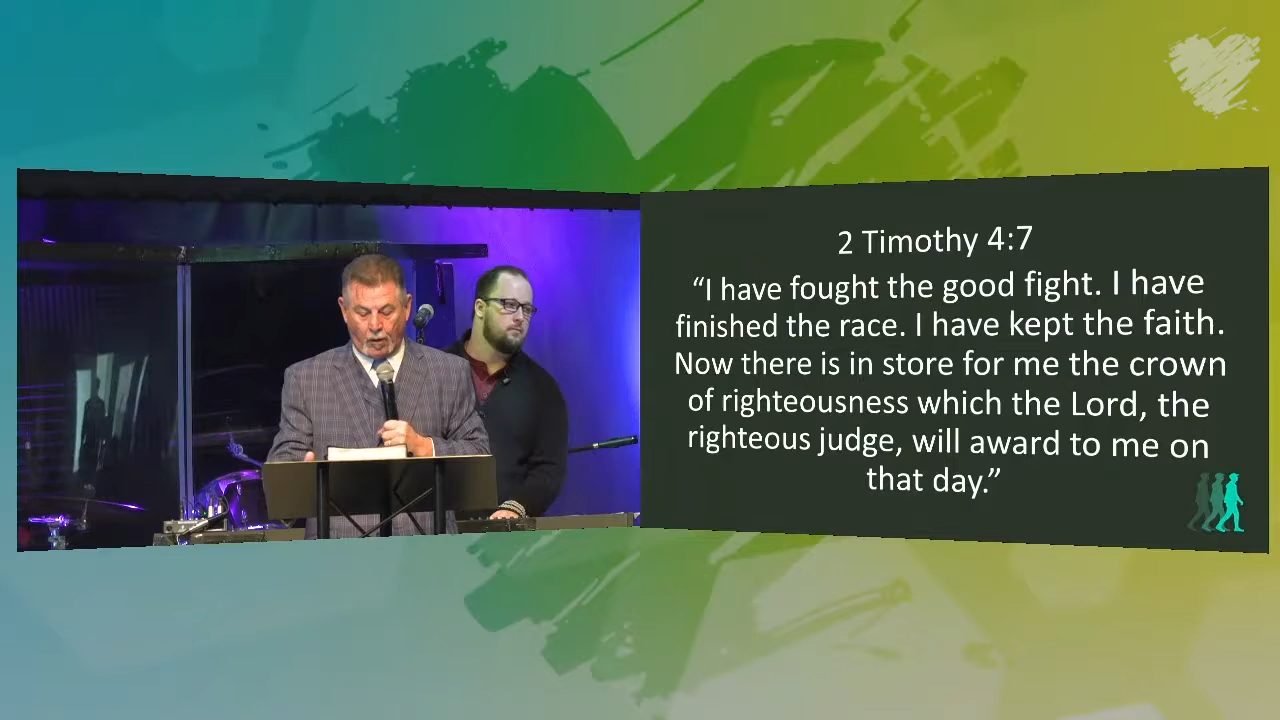 2 Timothy 4:7
“I have fought the good fight. I have
finished the race. I have kept the faith.
Now there is in store for me the crown
of righteousness which the Lord, the
righteous judge, will award to me on
that day.”